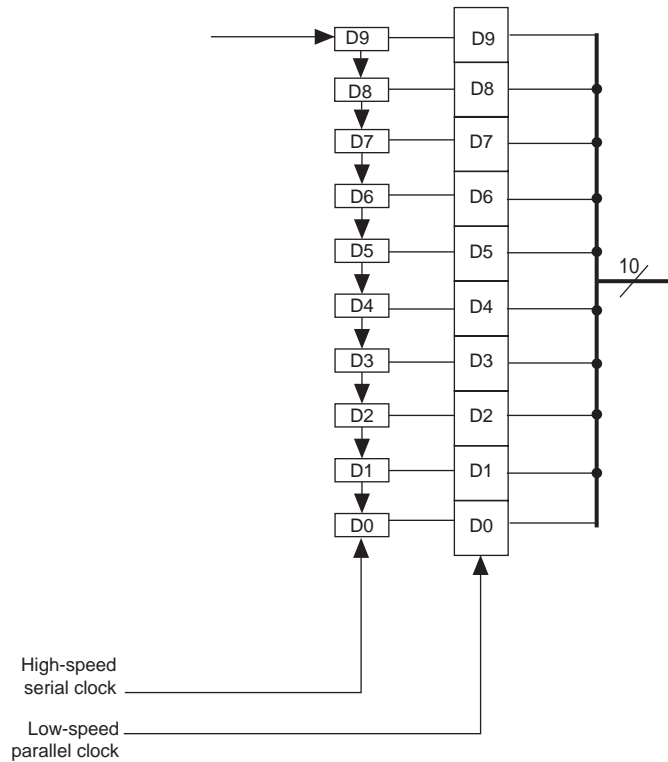 D9 D9
D8 D8
D7 D7
D6 D6
D5 D5
10
D4 D4
D3 D3
D2 D2
D1 D1
D0 D0
High-speed
serial clock
Low-speed
parallel clock